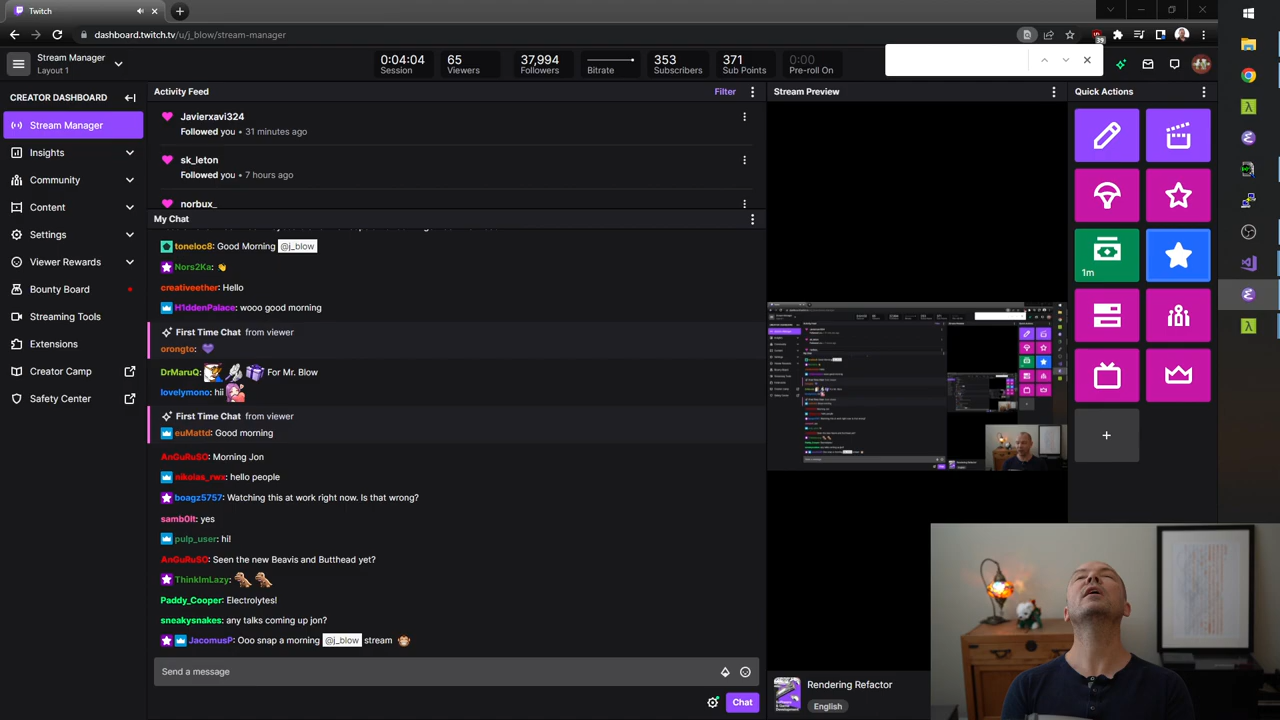 Twitch
dashboard.twitch.tv/u/j_blow/stream-manager
39
Stream Manager
Layout 1
0:04:04
Session
65
Viewers
37,994
Followers
Bitrate
353
Subscribers
371
Sub Points
0:00
Pre-roll On
0/0
CREATOR DASHBOARD
Stream Manager
Insights
Community
Content
Settings
Viewer Rewards
Bounty Board
Streaming Tools
Extensions
Creator Camp
Safety Center
Activity Feed
Filter
Javierxavi324
Followed you • 31 minutes ago
sk_leton
Followed you • 7 hours ago
norbux_
My Chat
toneloc8: Good Morning @j_blow
Nors2Ka:
creativeether: Hello
H1ddenPalace: wooo good morning
First Time Chat from viewer
orongto:
DrMaruQ: For Mr. Blow
lovelymono: hii
First Time Chat from viewer
euMattd: Good morning
AnGuRuSO: Morning Jon
nikolas_rwx: hello people
boagz5757: Watching this at work right now. Is that wrong?
samb0lt: yes
pulp_user: hi!
AnGuRuSO: Seen the new Beavis and Butthead yet?
ThinkImLazy:
Paddy_Cooper: Electrolytes!
sneakysnakes: any talks coming up jon?
JacomusP: Ooo snap a morning @j_blow stream
Send a message
Chat
Stream Preview
Rendering Refactor
English
Quick Actions
1m